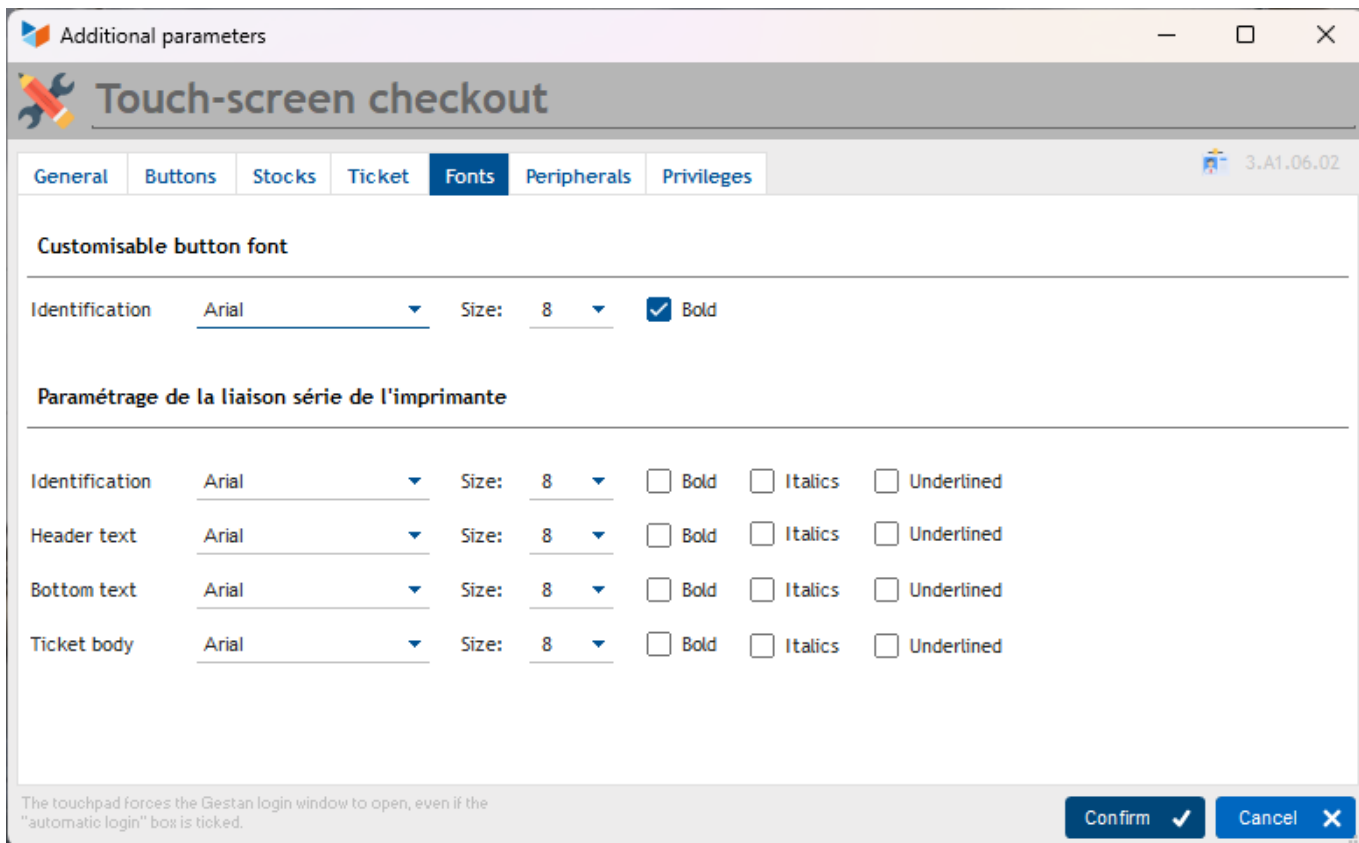 Additional parameters
Touch-screen checkout
General Buttons Stocks Ticket Fonts Peripherals Privileges 3.A1.06.02
Customisable button font
Identification Arial Size: 8 Bold
Paramétrage de la liaison série de l'imprimante
Identification Arial Size: 8 Bold Italics Underlined
Header text Arial Size: 8 Bold Italics Underlined
Bottom text Arial Size: 8 Bold Italics Underlined
Ticket body Arial Size: 8 Bold Italics Underlined
The touchpad forces the Gestan login window to open, even if the
"automatic login" box is ticked.
Confirm Cancel